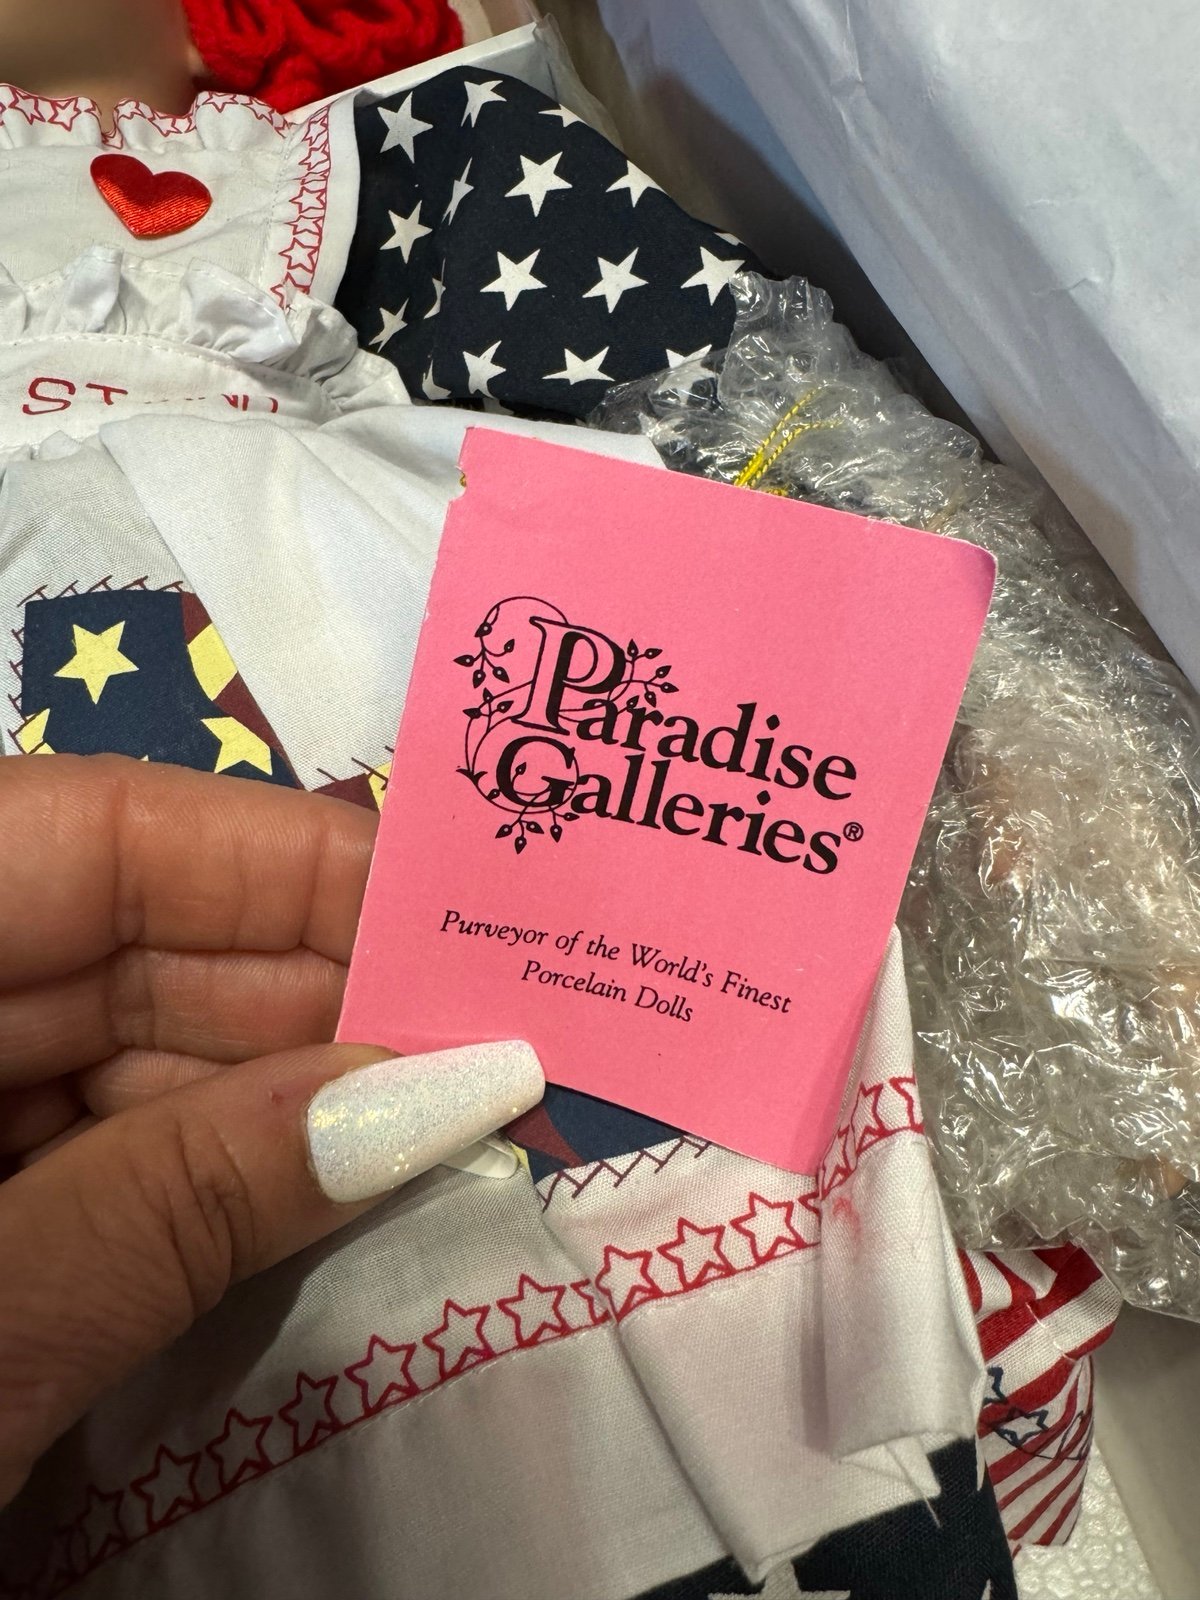 Paradise
Galleries®
Purveyor of the World's Finest
Porcelain Dolls